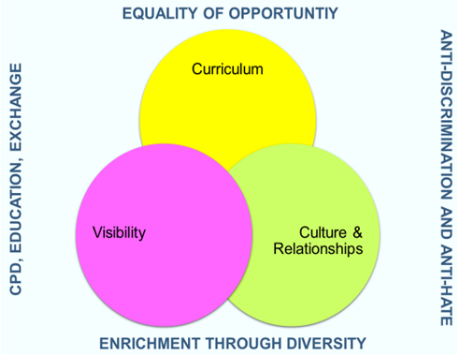 EQUALITY OF OPPORTUNTIY
Curriculum
CPD, EDUCATION, EXCHANGE
ANTI-DISCRIMINATION AND ANTI-HATE
Visibility
Culture &
Relationships
ENRICHMENT THROUGH DIVERSITY